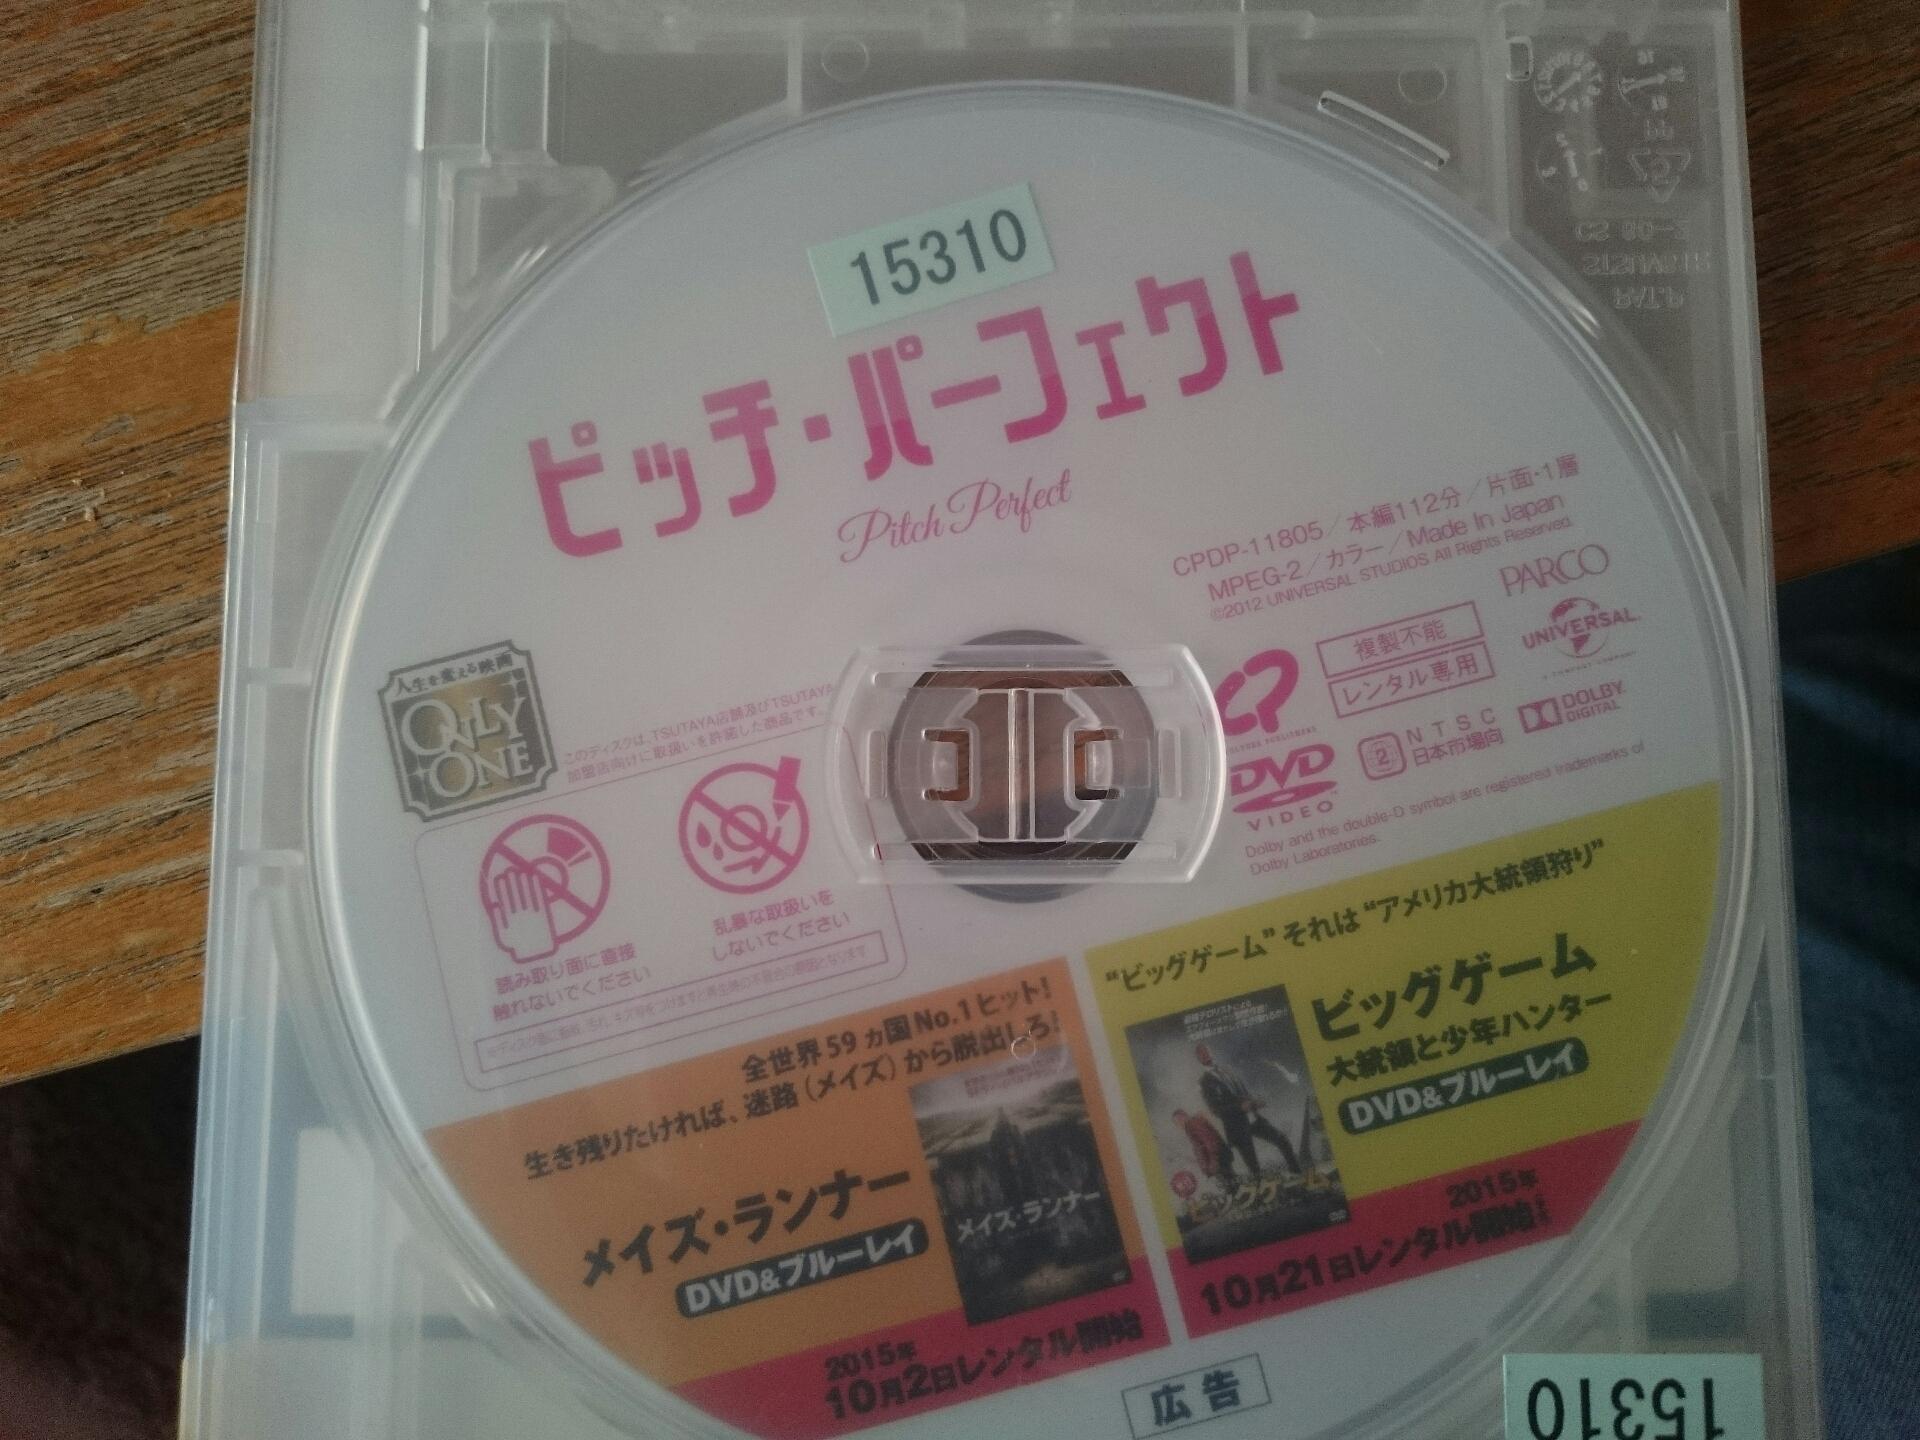 15310
ピッチ・パーフェクト
Pitch Perfect
CPDP-11805／本編112分／片面・1層
MPEG-2／カラー／Made In Japan
©2012 UNIVERSAL STUDIOS All Rights Reserved.
PARCO
UNIVERSAL
複製不能
レンタル専用
DVD
VIDEO
2
NTSC
日本市場向
DOLBY
DIGITAL
Dolby and the double-D symbol are registered trademarks of
Dolby Laboratories.
人生を変える映画
ONLY
ONE
このディスクは、TSUTAYA店舗及びTSUTAYA
加盟店向けに取扱いを許諾した商品です。
読み取り面に直接
触れないでください
乱暴な取扱いを
しないでください
全世界59ヵ国No.1ヒット!
生き残りたければ、迷路（メイズ）から脱出しろ!
メイズ・ランナー
DVD&ブルーレイ
メイズ・ランナー
2015年
10月2日レンタル開始
“ビッグゲーム”それは“アメリカ大統領狩り”
ビッグゲーム
大統領と少年ハンター
DVD&ブルーレイ
ビッグゲーム
2015年
10月21日レンタル開始
広告
15310